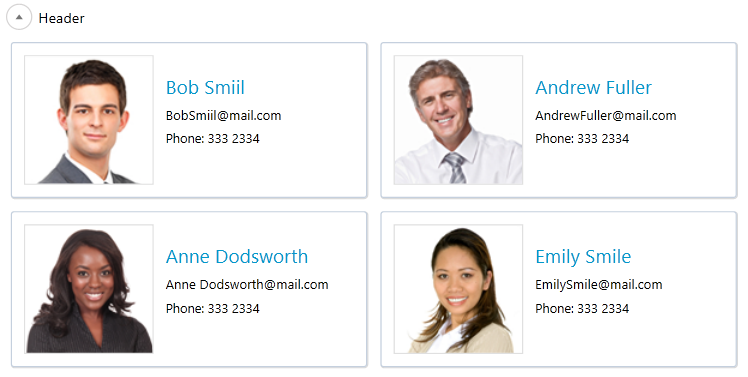 Header
Bob Smiil
BobSmiil@mail.com
Phone: 333 2334
Andrew Fuller
AndrewFuller@mail.com
Phone: 333 2334
Anne Dodsworth
Anne Dodsworth@mail.com
Phone: 333 2334
Emily Smile
EmilySmile@mail.com
Phone: 333 2334